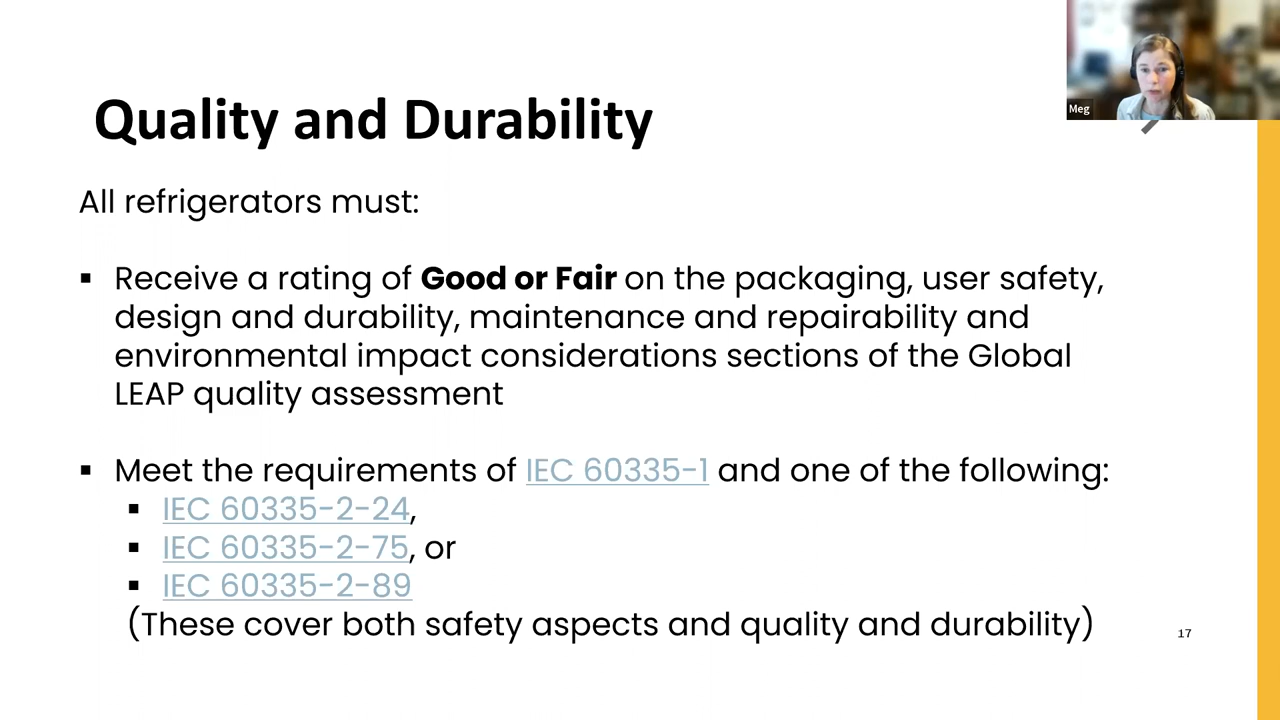 Meg
Quality and Durability
All refrigerators must:
▪ Receive a rating of Good or Fair on the packaging, user safety,
design and durability, maintenance and repairability and
environmental impact considerations sections of the Global
LEAP quality assessment
▪ Meet the requirements of IEC 60335-1 and one of the following:
▪ IEC 60335-2-24,
▪ IEC 60335-2-75, or
▪ IEC 60335-2-89
(These cover both safety aspects and quality and durability)
17